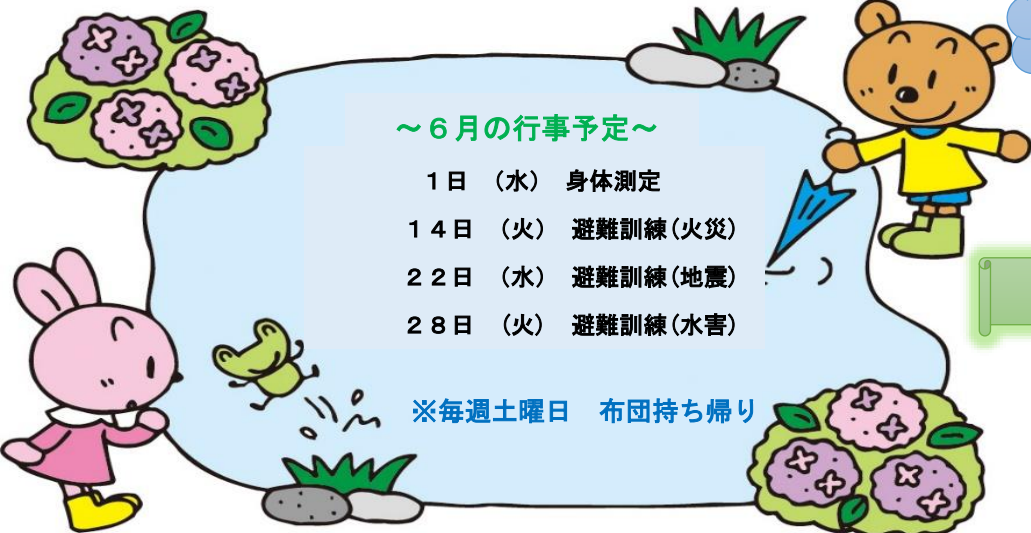 ～６月の行事予定～
１日　（水）　身体測定
１４日　（火）　避難訓練(火災)
２２日　（水）　避難訓練(地震)
２８日　（火）　避難訓練(水害)
※毎週土曜日　布団持ち帰り